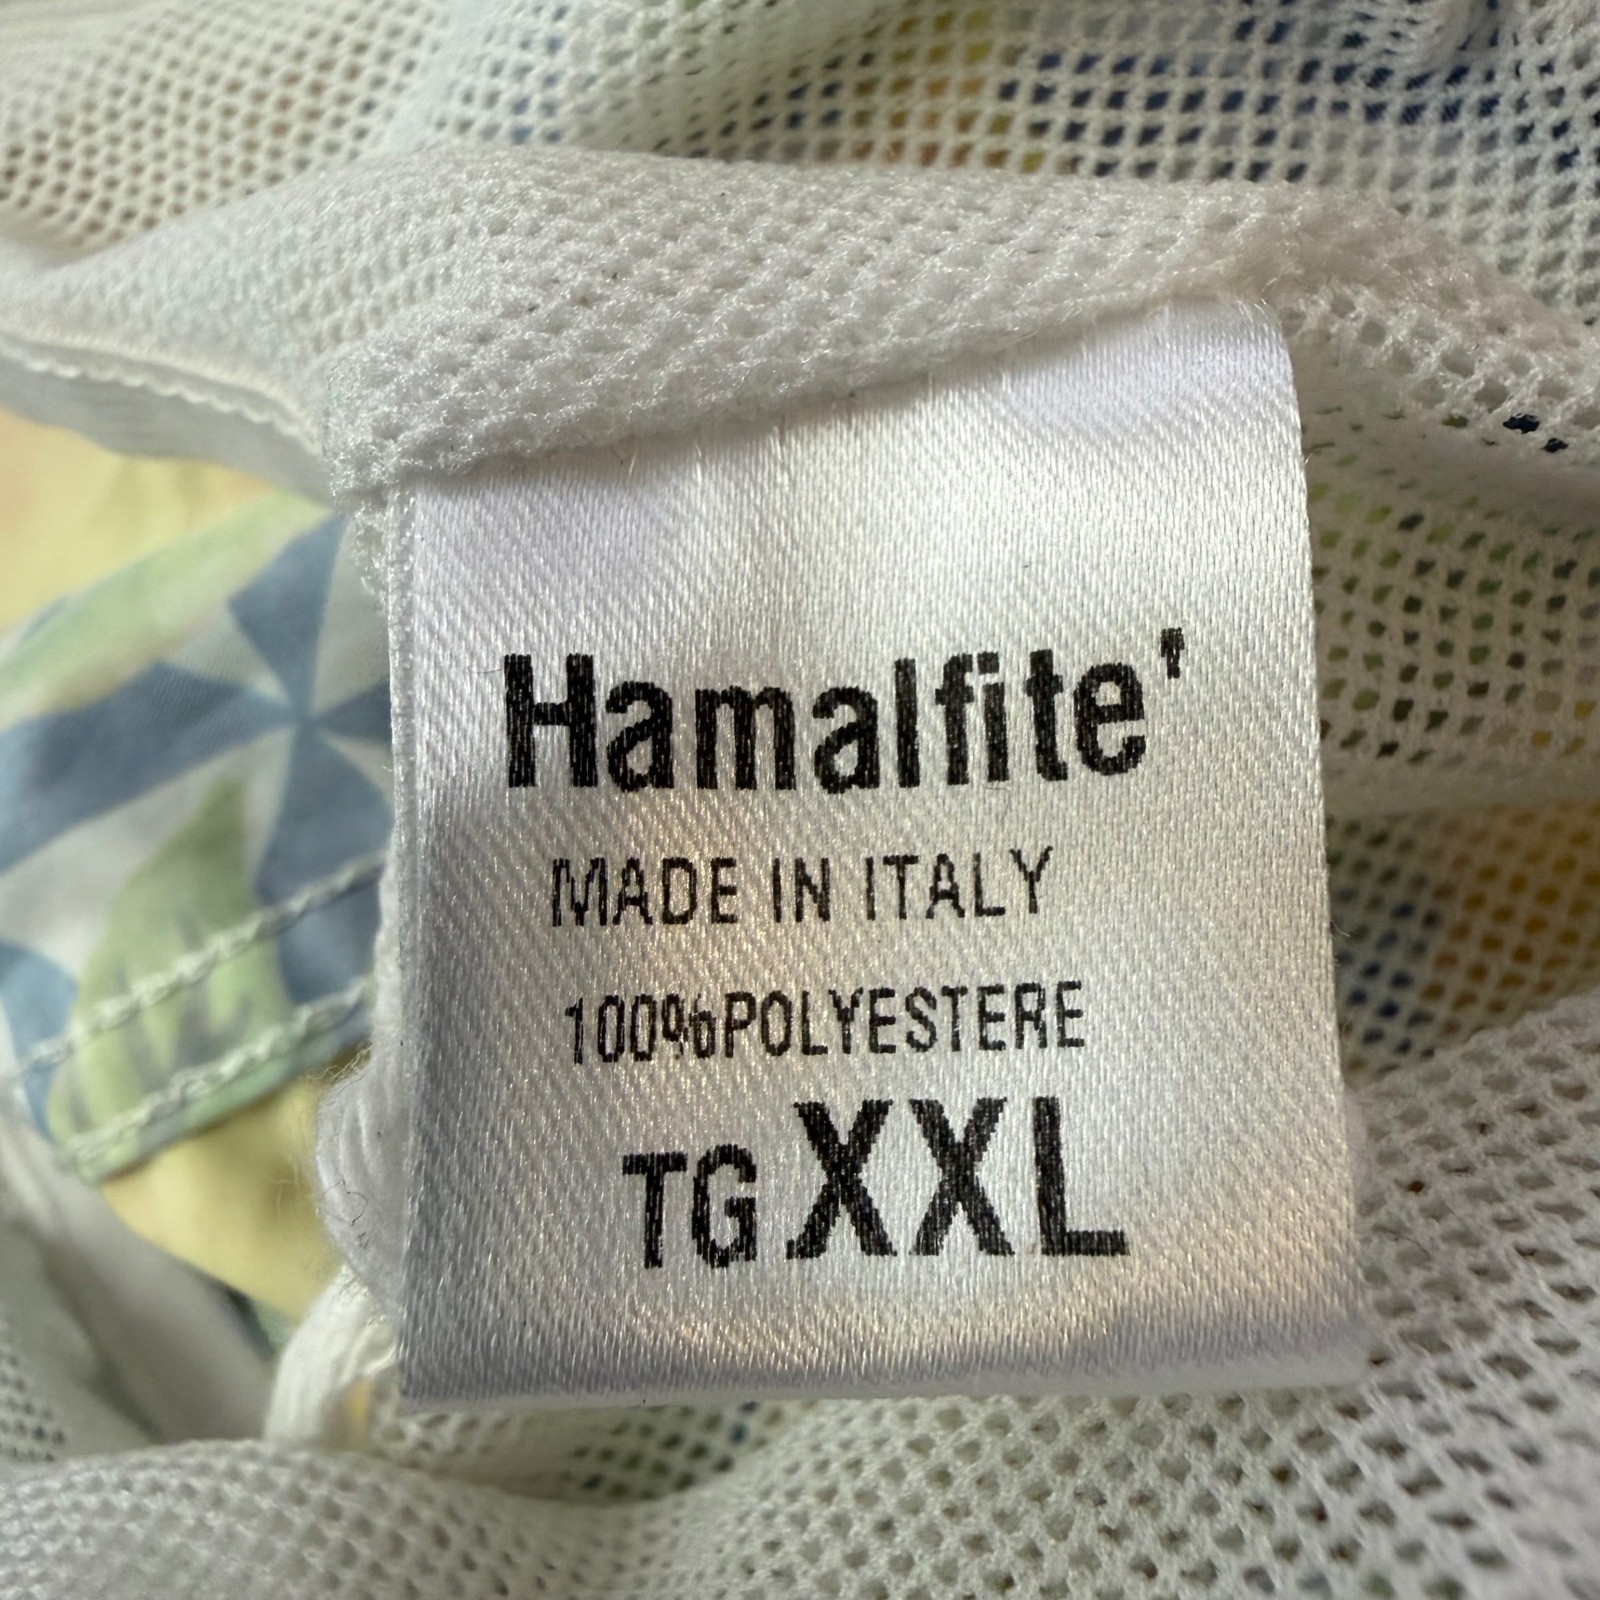 Hamalfite'
MADE IN ITALY
100%POLYESTERE
TG XXL